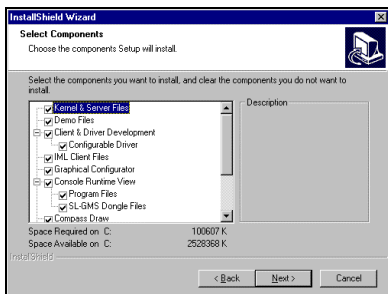 InstallShield Wizard
Select Components
Choose the components Setup will install.
Select the components you want to install, and clear the components you do not want to
install.
Description
Kernel & Server Files
Demo Files
Client & Driver Development
Configurable Driver
IML Client Files
Graphical Configurator
Console Runtime View
Program Files
SL-GMS Dongle Files
Compass Draw
Space Required on C: 100607 K
Space Available on C: 2528368 K
InstallShield
< Back
Next >
Cancel